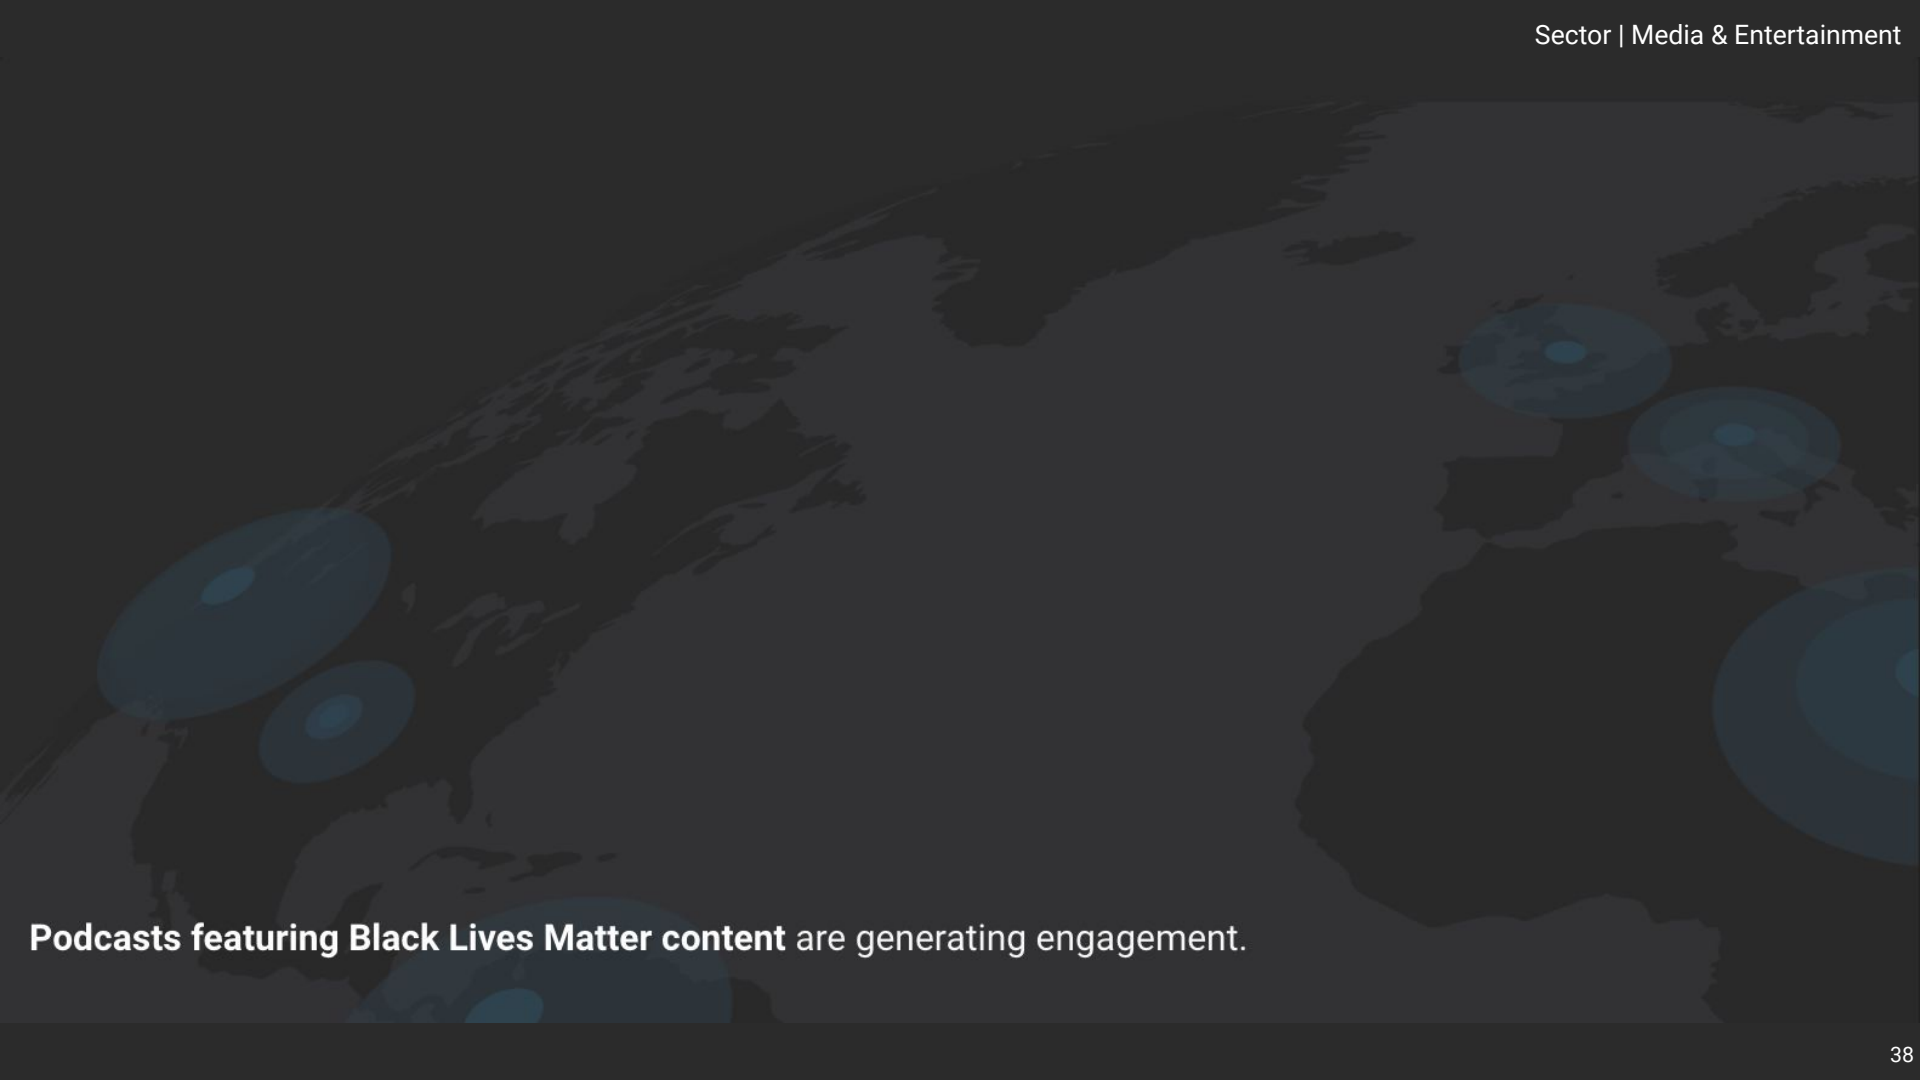 Sector | Media & Entertainment
Podcasts featuring Black Lives Matter content are generating engagement.
38